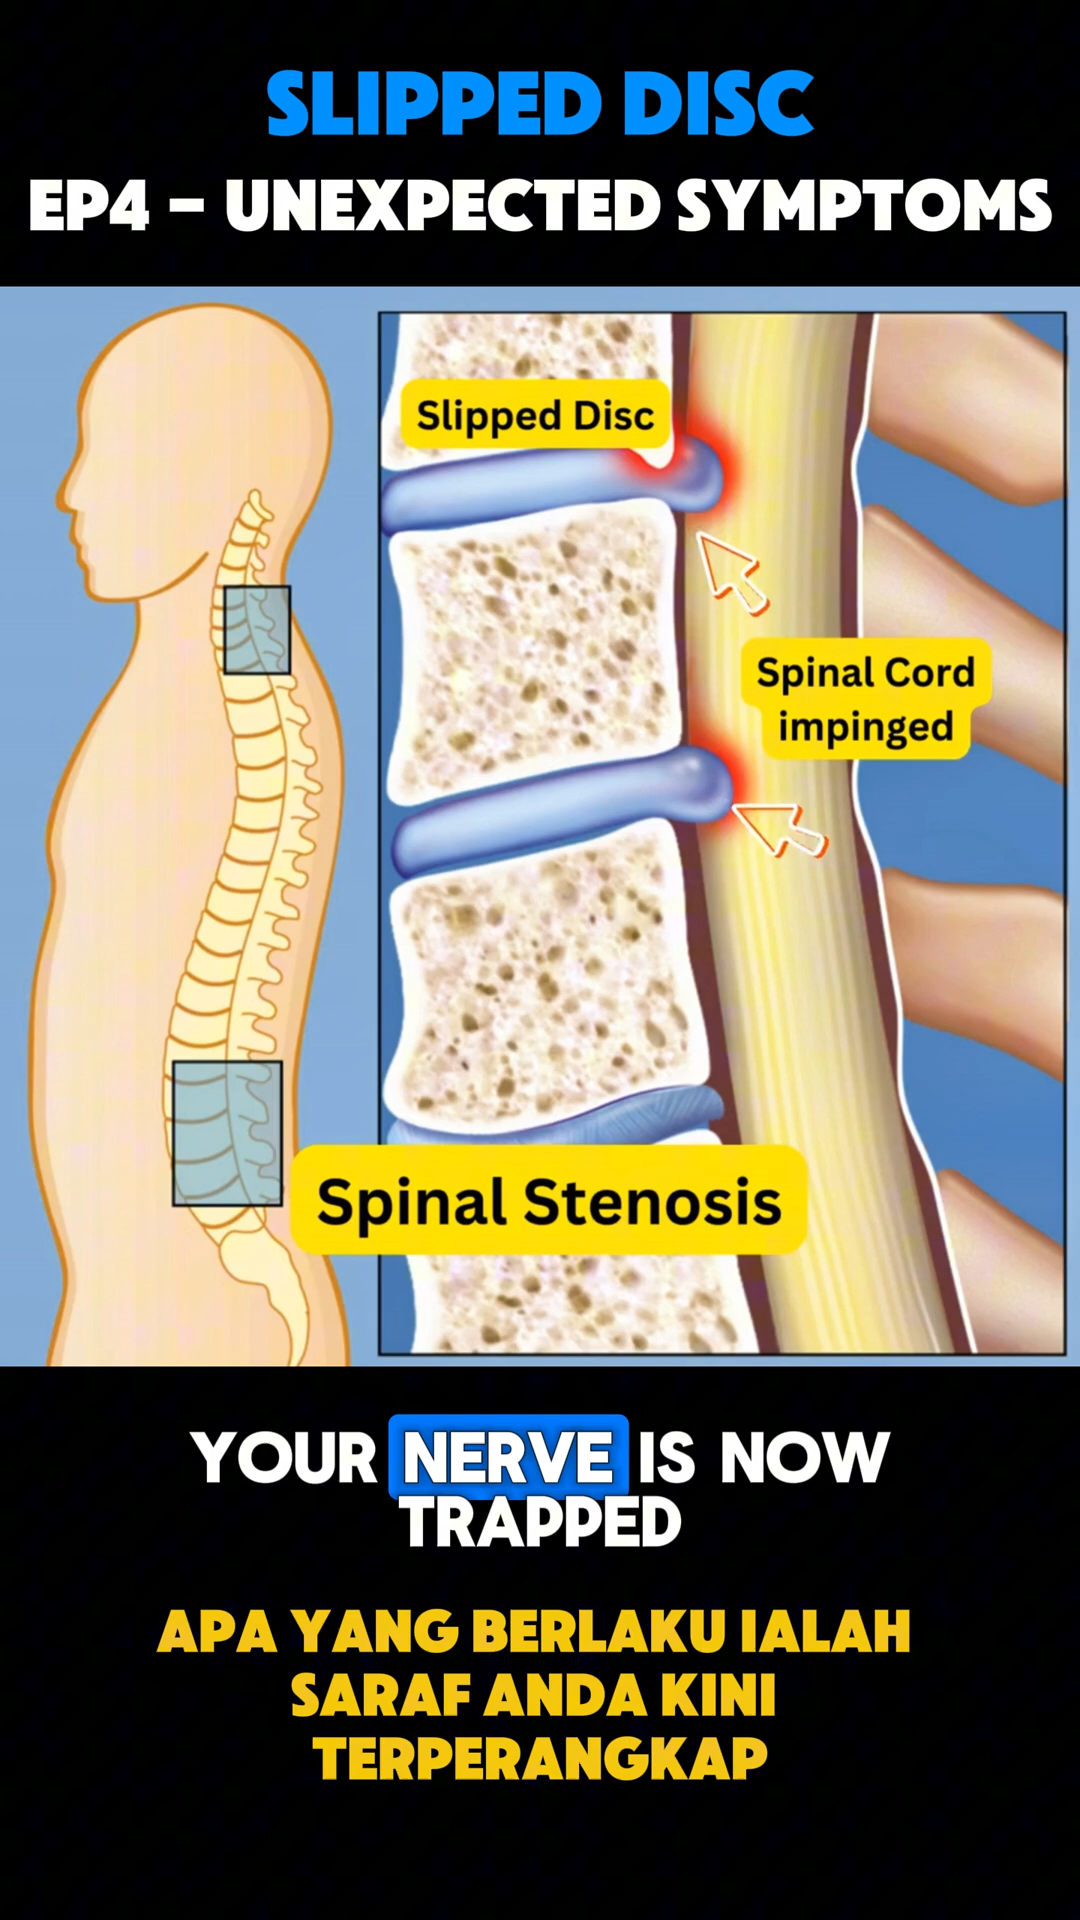 SLIPPED DISC
EP4 – UNEXPECTED SYMPTOMS
Slipped Disc
Spinal Cord
impinged
Spinal Stenosis
YOUR NERVE IS NOW
TRAPPED
APA YANG BERLAKU IALAH
SARAF ANDA KINI
TERPERANGKAP